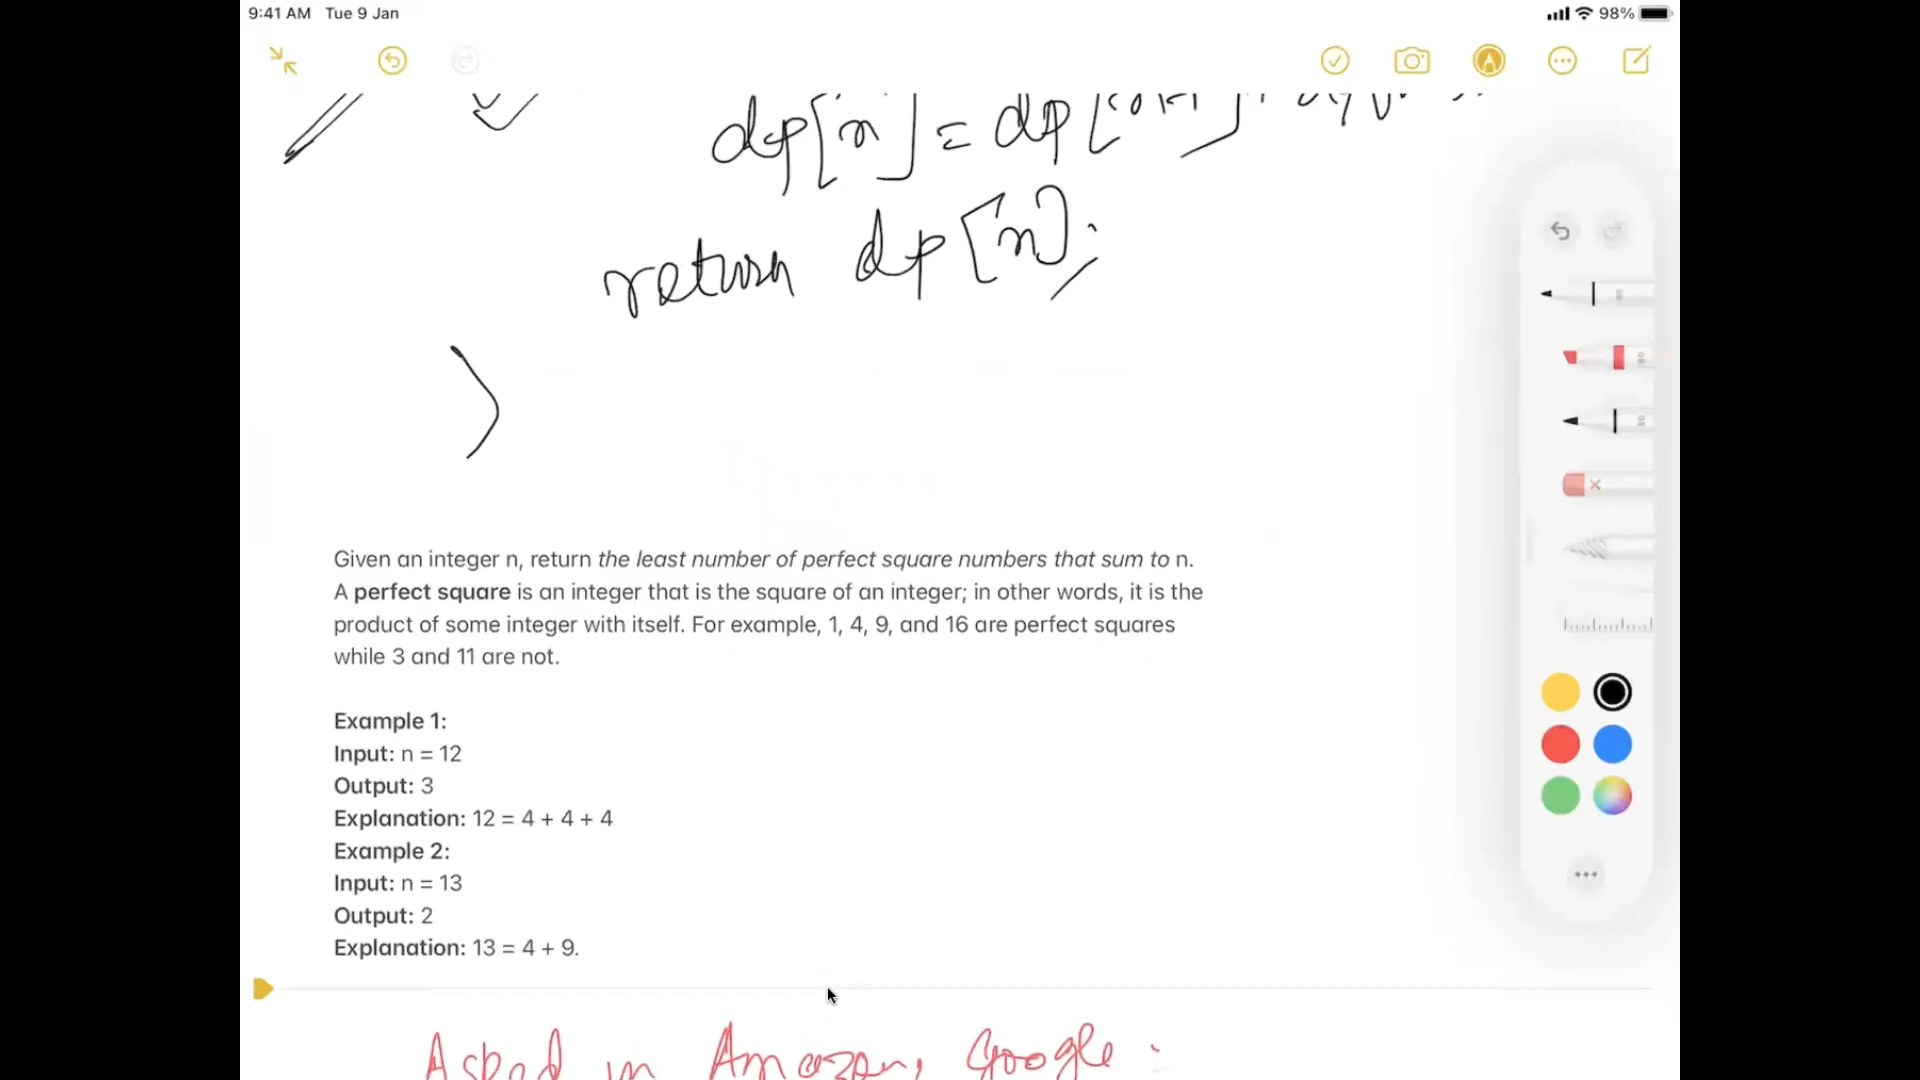 9:41 AM Tue 9 Jan
98%
dp[n] = dp[
return dp[n];
}
Given an integer n, return the least number of perfect square numbers that sum to n.
A perfect square is an integer that is the square of an integer; in other words, it is the
product of some integer with itself. For example, 1, 4, 9, and 16 are perfect squares
while 3 and 11 are not.
Example 1:
Input: n = 12
Output: 3
Explanation: 12 = 4 + 4 + 4
Example 2:
Input: n = 13
Output: 2
Explanation: 13 = 4 + 9.
Asked in Amazon, Google :